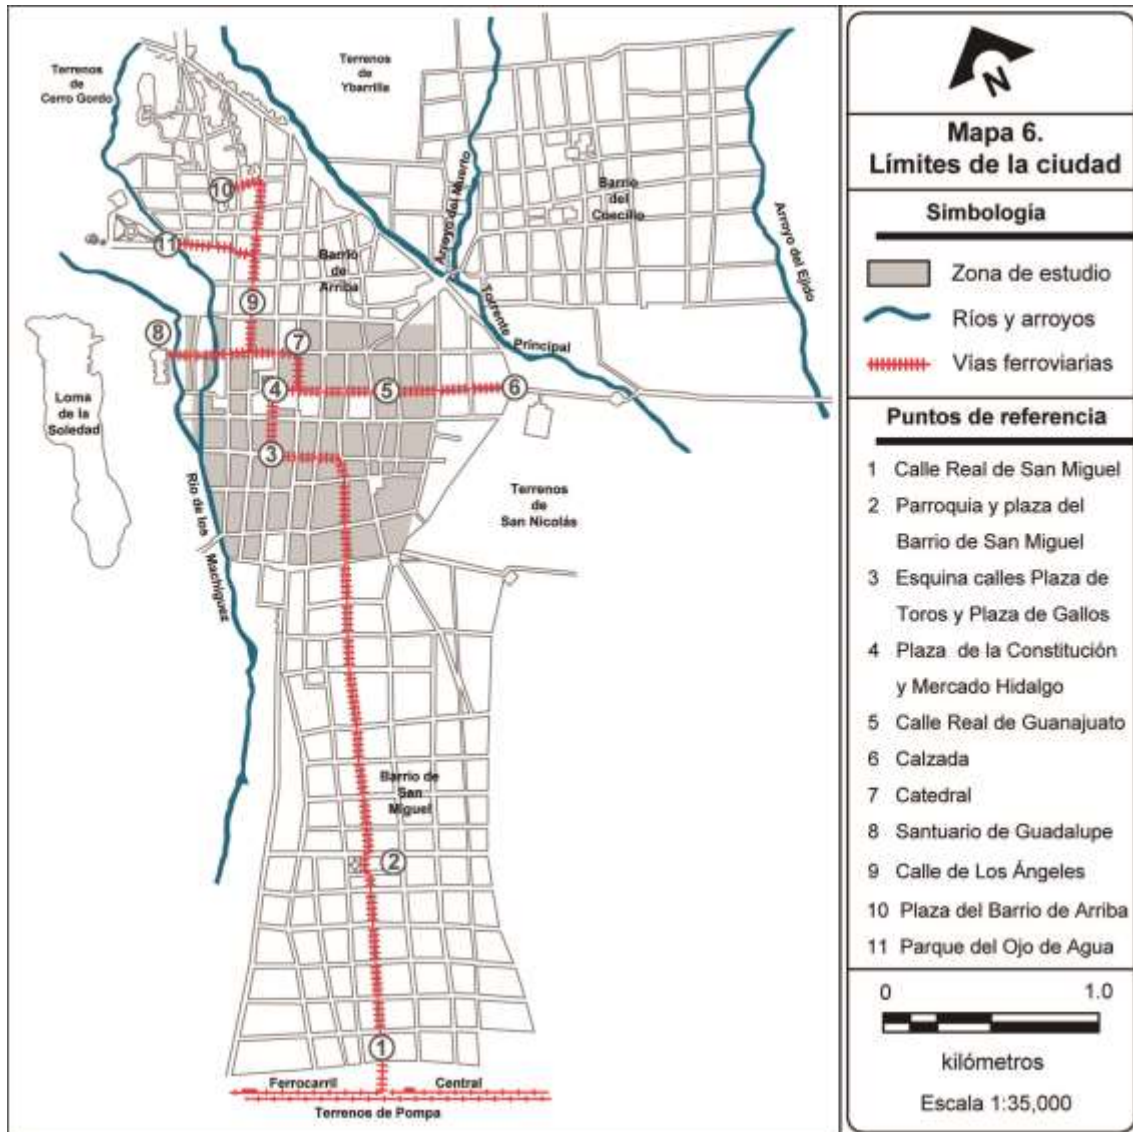 Terrenos
de
Cerro Gordo
Terrenos
de
Ybarrilla
10
11
Barrio
de
Arriba
Arroyo del Muerto
Barrio
del
Coecillo
Arroyo del Ejido
Torrente
Principal
9
8
7
4
5
6
3
Loma
de la
Soledad
Río de los
Machiguez
Terrenos
de
San Nicolás
Barrio de
San
Miguel
2
1
Ferrocarril
Central
Terrenos de Pompa
N
Mapa 6.
Límites de la ciudad
Simbología
Zona de estudio
Ríos y arroyos
Vías ferroviarias
Puntos de referencia
1 Calle Real de San Miguel
2 Parroquia y plaza del
Barrio de San Miguel
3 Esquina calles Plaza de
Toros y Plaza de Gallos
4 Plaza de la Constitución
y Mercado Hidalgo
5 Calle Real de Guanajuato
6 Calzada
7 Catedral
8 Santuario de Guadalupe
9 Calle de Los Ángeles
10 Plaza del Barrio de Arriba
11 Parque del Ojo de Agua
0 1.0
kilómetros
Escala 1:35,000